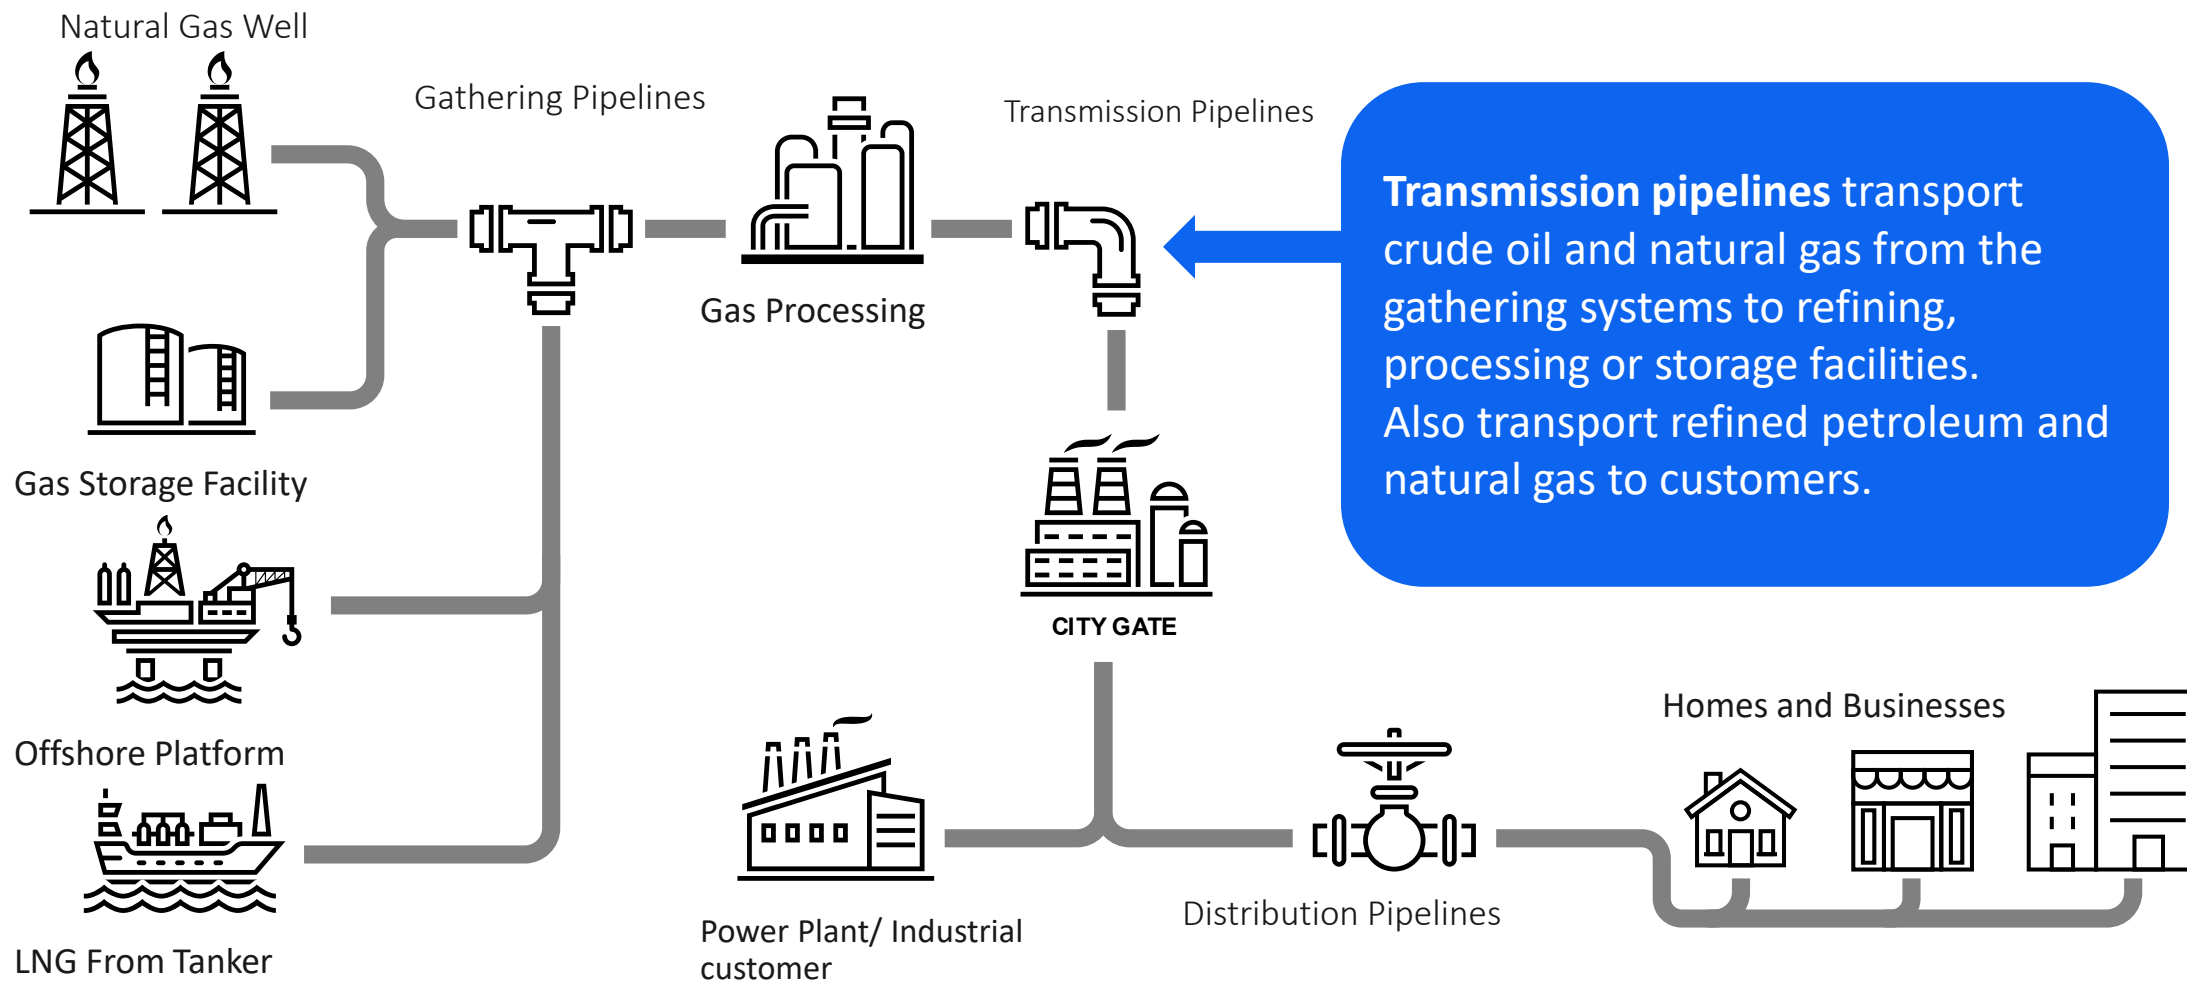 Natural Gas Well
Gathering Pipelines
Transmission Pipelines
Transmission pipelines transport
crude oil and natural gas from the
gathering systems to refining,
processing or storage facilities.
Also transport refined petroleum and
natural gas to customers.
Gas Processing
Gas Storage Facility
CITY GATE
Offshore Platform
Homes and Businesses
Distribution Pipelines
Power Plant/ Industrial
customer
LNG From Tanker